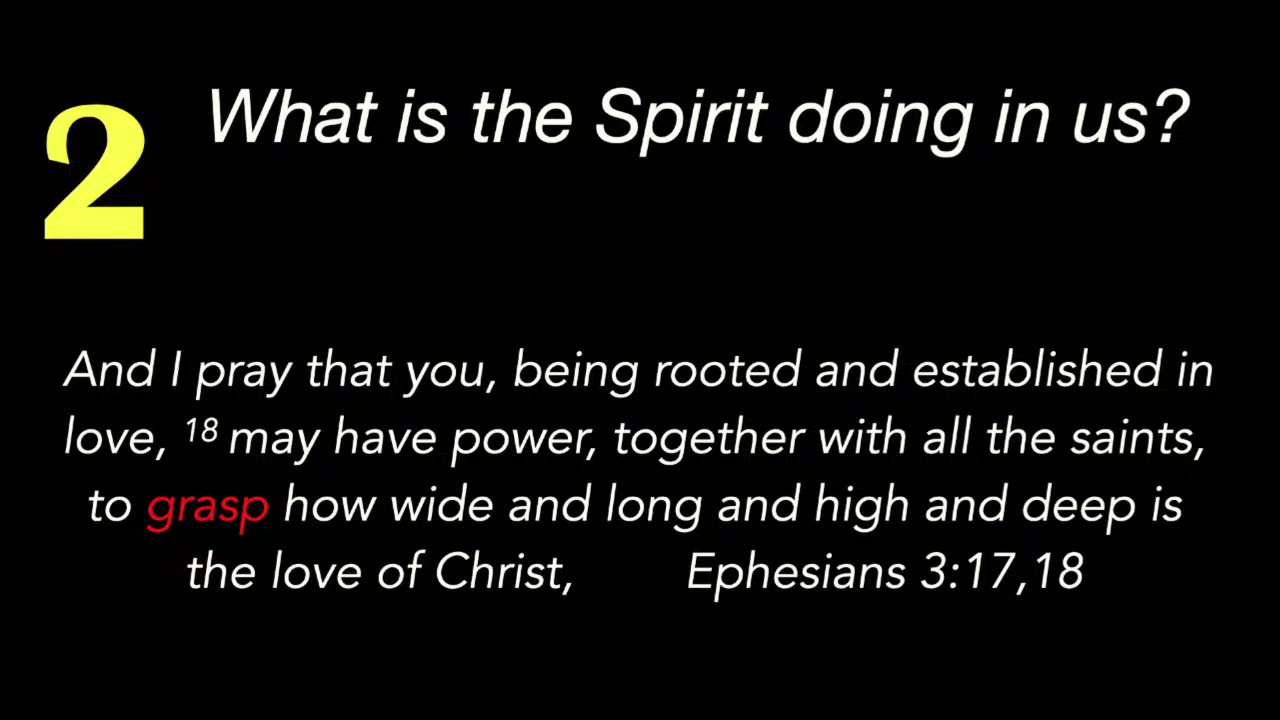 2
What is the Spirit doing in us?
And I pray that you, being rooted and established in
love, 18 may have power, together with all the saints,
to grasp how wide and long and high and deep is
the love of Christ, Ephesians 3:17,18